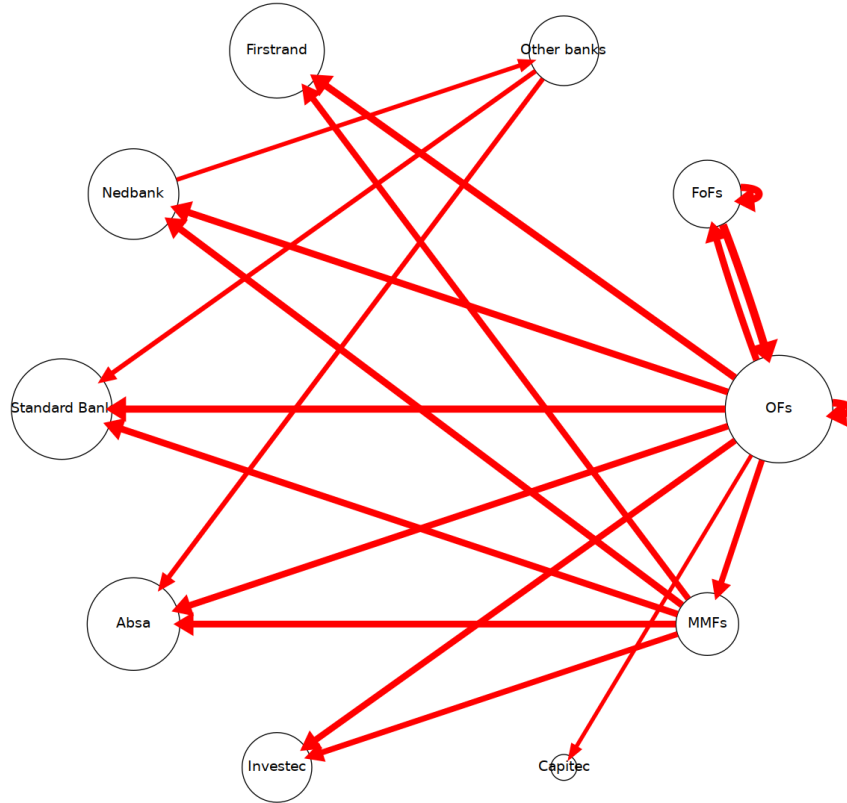 Firstrand
Other banks
Nedbank
FoFs
Standard Bank
OFs
Absa
MMFs
Investec
Capitec